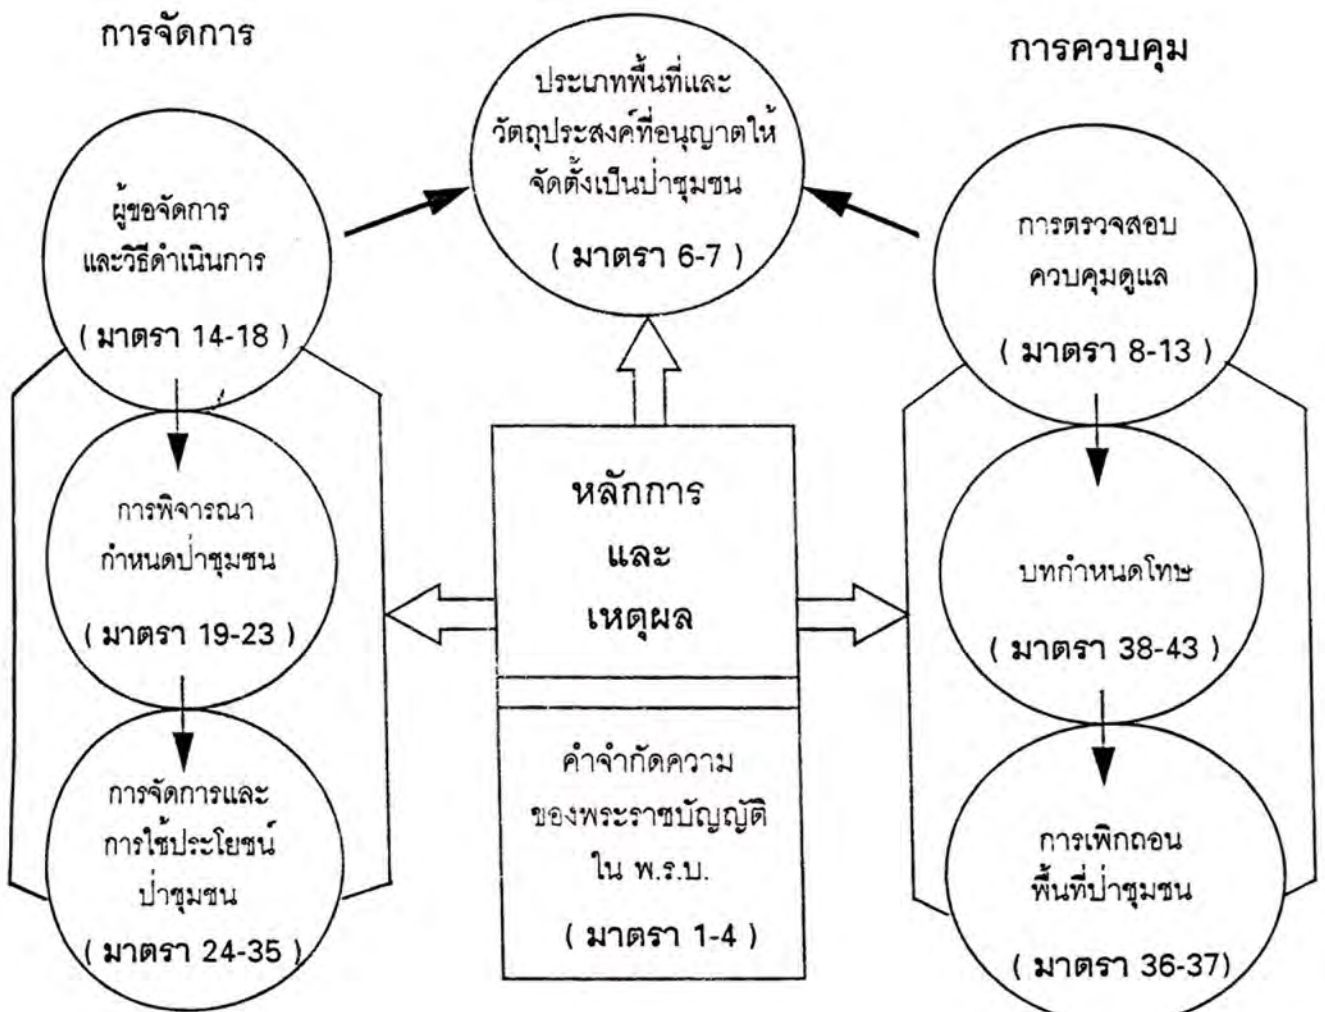 การจัดการ
ผู้ขอจัดการ
และวิธีดำเนินการ
( มาตรา 14-18 )
การพิจารณา
กำหนดป่าชุมชน
( มาตรา 19-23 )
การจัดการและ
การใช้ประโยชน์
ป่าชุมชน
( มาตรา 24-35 )
ประเภทพื้นที่และ
วัตถุประสงค์ที่อนุญาตให้
จัดตั้งเป็นป่าชุมชน
( มาตรา 6-7 )
หลักการ
และ
เหตุผล
คำจำกัดความ
ของพระราชบัญญัติ
ใน พ.ร.บ.
( มาตรา 1-4 )
การควบคุม
การตรวจสอบ
ควบคุมดูแล
( มาตรา 8-13 )
บทกำหนดโทษ
( มาตรา 38-43 )
การเพิกถอน
พื้นที่ป่าชุมชน
( มาตรา 36-37)